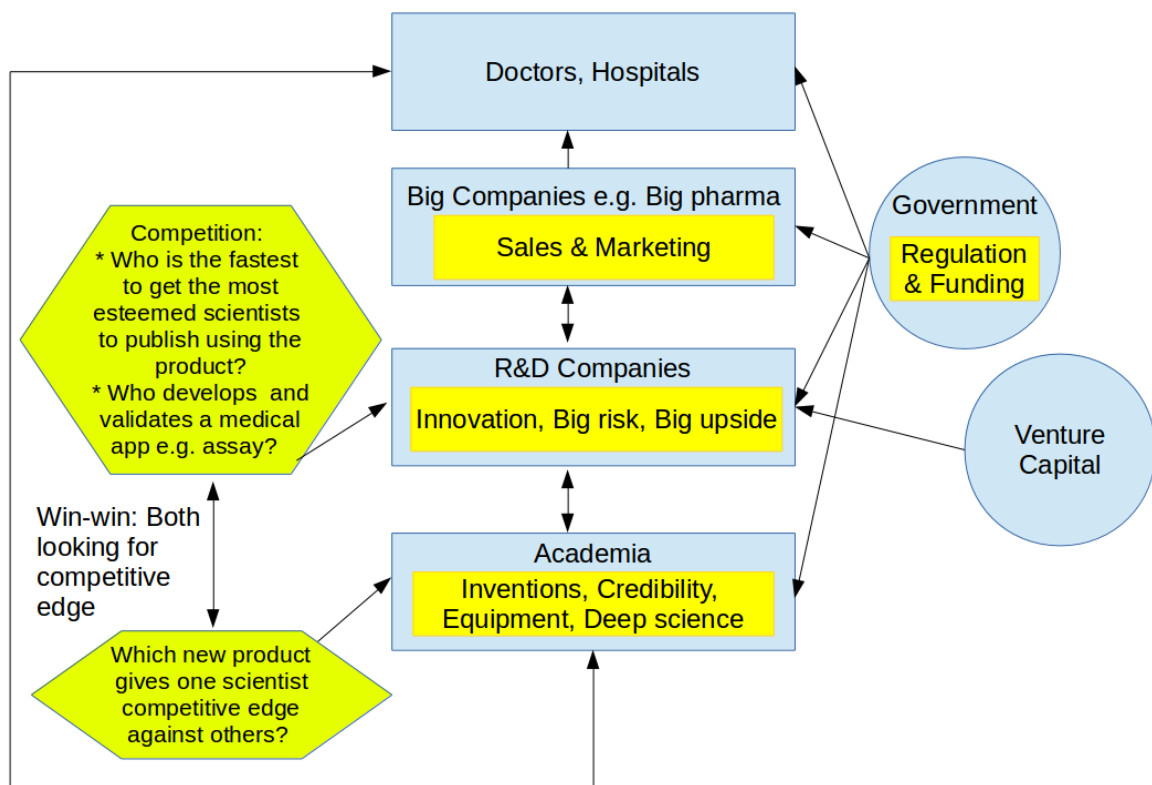 Doctors, Hospitals
Big Companies e.g. Big pharma
Sales & Marketing
Government
Regulation
& Funding
Competition:
* Who is the fastest
to get the most
esteemed scientists
to publish using the
product?
* Who develops  and
validates a medical
app e.g. assay?
R&D Companies
Innovation, Big risk, Big upside
Venture
Capital
Win-win: Both
looking for
competitive
edge
Academia
Inventions, Credibility,
Equipment, Deep science
Which new product
gives one scientist
competitive edge
against others?